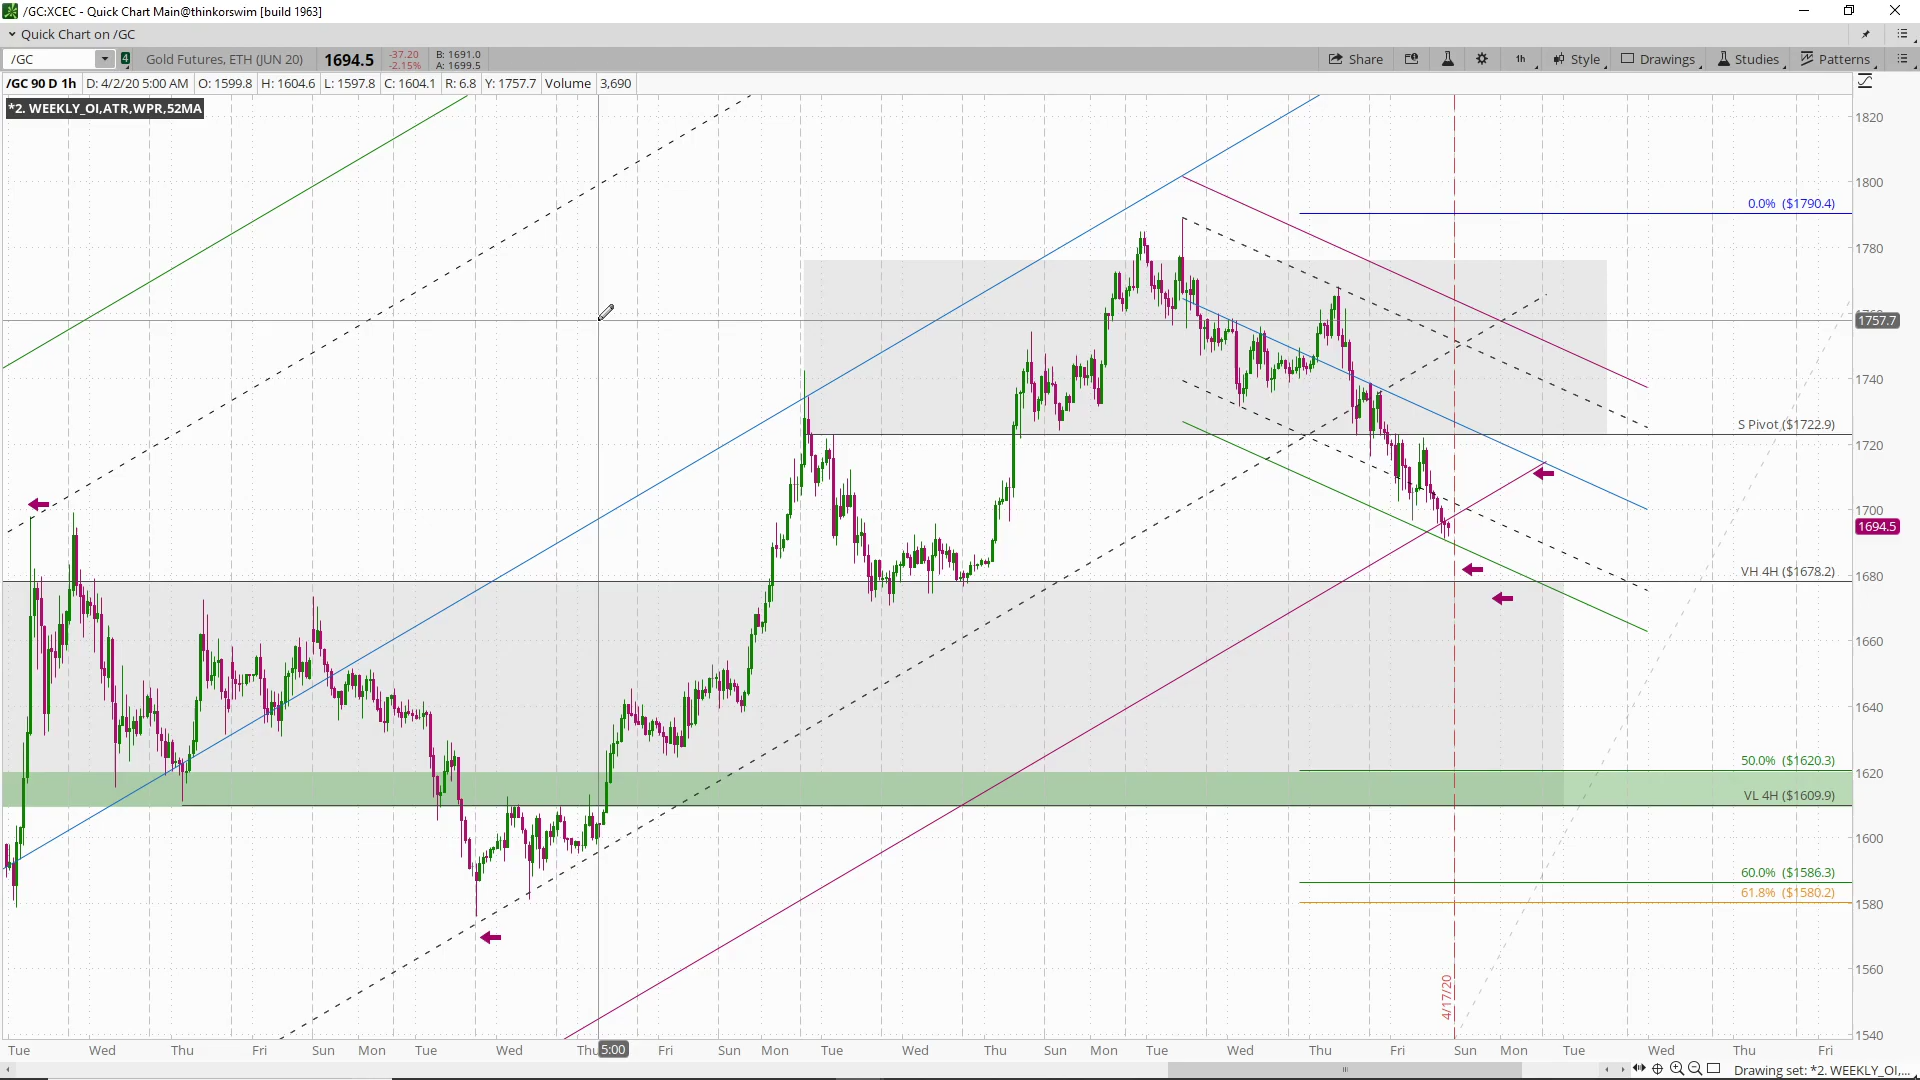 /GC:XCEC - Quick Chart Main@thinkorswim [build 1963]
Quick Chart on /GC
/GC 4 Gold Futures, ETH (JUN 20) 1694.5 -37.20 -2.15% B: 1691.0 A: 1699.5 Share 1h Style Drawings Studies Patterns
/GC 90 D 1h D: 4/2/20 5:00 AM O: 1599.8 H: 1604.6 L: 1597.8 C: 1604.1 R: 6.8 Y: 1757.7 Volume 3,690
*2. WEEKLY_OI,ATR,WPR,52MA
1820
1800
0.0% ($1790.4)
1780
1757.7
1740
S Pivot ($1722.9)
1720
1700
1694.5
1680
VH 4H ($1678.2)
1660
1640
1620
50.0% ($1620.3)
VL 4H ($1609.9)
1600
60.0% ($1586.3)
61.8% ($1580.2)
1580
1560
4/17/20
1540
Tue Wed Thu Fri Sun Mon Tue Wed Thu 5:00 Fri Sun Mon Tue Wed Thu Sun Mon Tue Wed Thu Fri Sun Mon Tue Wed Thu Fri
Drawing set: *2. WEEKLY_OI,...